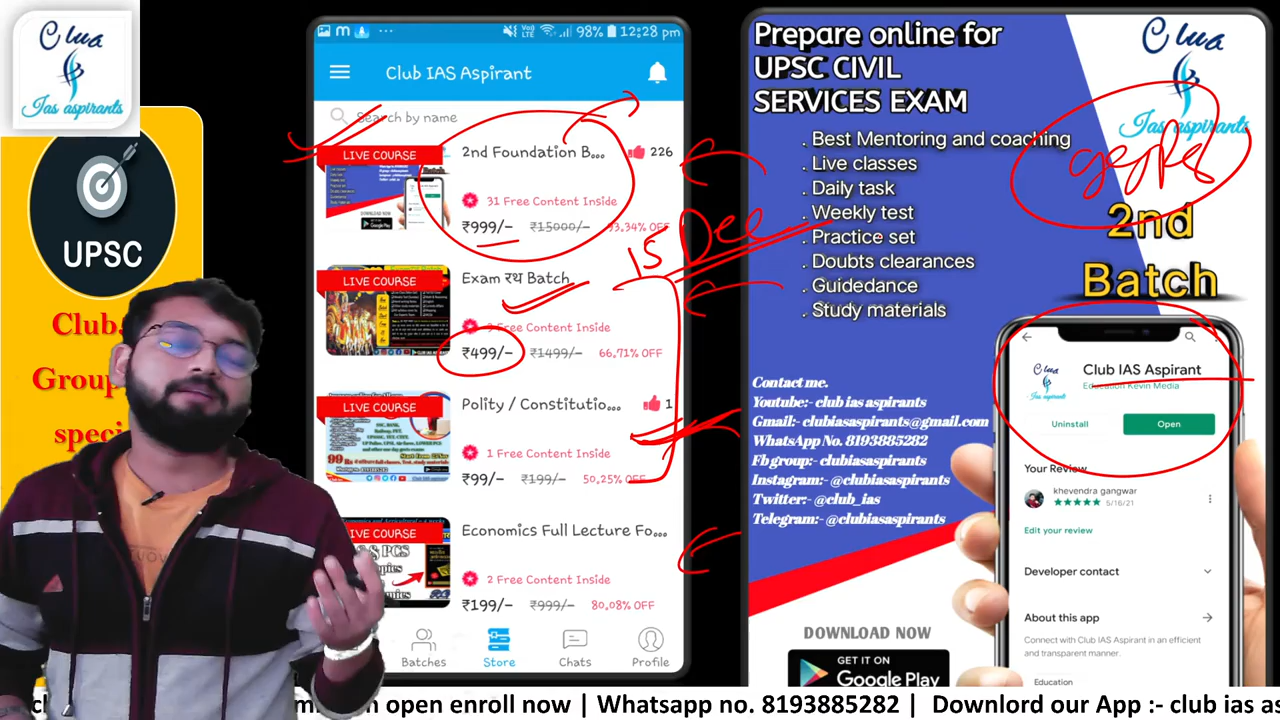 Club
Ias aspirants
UPSC
Club
Group
speci
12:28 pm
98%
Club IAS Aspirant
Search by name
LIVE COURSE
2nd Foundation B...
226
31 Free Content Inside
₹999/-
₹15000/-
93.34% OFF
LIVE COURSE
Exam रथ Batch
Free Content Inside
₹499/-
₹1499/-
66.71% OFF
LIVE COURSE
Polity / Constitutio...
1
1 Free Content Inside
₹99/-
₹199/-
50.25% OFF
LIVE COURSE
Economics Full Lecture Fo...
2 Free Content Inside
₹199/-
₹999/-
80.08% OFF
Batches
Store
Chats
Profile
15 Dec
Prepare online for
UPSC CIVIL
SERVICES EXAM
. Best Mentoring and coaching
. Live classes
. Daily task
. Weekly test
. Practice set
. Doubts clearances
. Guidedance
. Study materials
Ias aspirants
2nd
Batch
Contact me.
Youtube:- club ias aspirants
Gmail:- clubiasaspirants@gmail.com
WhatsApp No. 8193885282
Fb group:- clubiasaspirants
Instagram:- @clubiasaspirants
Twitter:- @club_ias
Telegram:- @clubiasaspirants
Club IAS Aspirant
Education Kevin Media
Uninstall
Open
Your Review
khevendra gangwar
5/16/21
Edit your review
Developer contact
About this app
Connect with Club IAS Aspirant in an efficient
and transparent manner.
Education
DOWNLOAD NOW
GET IT ON
Google Play
open enroll now | Whatsapp no. 8193885282 | Downlord our App :- club ias as